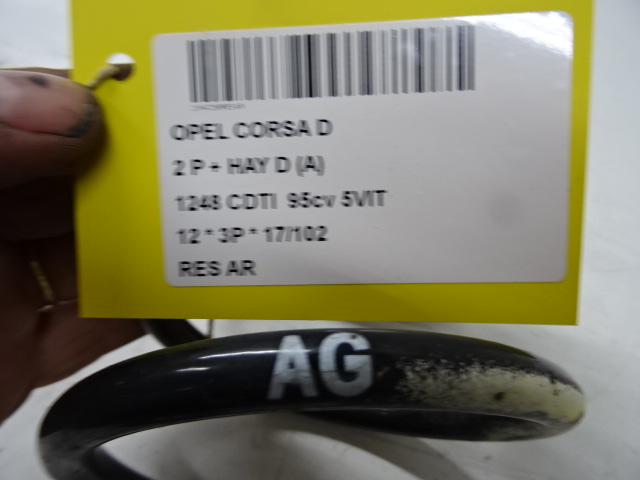 OPEL CORSA D
2 P + HAY D (A)
1248 CDTI 95cv 5VIT
12 * 3P * 17/102
RES AR
AG